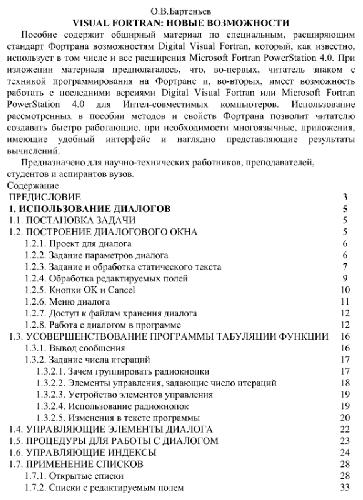 О.В.Бартеньев
VISUAL FORTRAN: НОВЫЕ ВОЗМОЖНОСТИ
Пособие содержит обширный материал по специальным, расширяющим
стандарт Фортрана возможностям Digital Visual Fortran, который, как известно,
использует в том числе и все расширения Microsoft Fortran PowerStation 4.0. При
изложении материала предполагалось, что, во-первых, читатель знаком с
техникой программирования на Фортране и, во-вторых, имеет возможность
работать с последними версиями Digital Visual Fortran или Microsoft Fortran
PowerStation 4.0 для Интел-совместимых компьютеров. Использование
рассмотренных в пособии методов и свойств Фортрана позволит читателю
создавать быстро работающие, при необходимости многоязычные, приложения,
имеющие удобный интерфейс и наглядно представляющие результаты
вычислений.
Предназначено для научно-технических работников, преподавателей,
студентов и аспирантов вузов.
Содержание
ПРЕДИСЛОВИЕ 3
1. ИСПОЛЬЗОВАНИЕ ДИАЛОГОВ 5
1.1. ПОСТАНОВКА ЗАДАЧИ 5
1.2. ПОСТРОЕНИЕ ДИАЛОГОВОГО ОКНА 5
1.2.1. Проект для диалога 6
1.2.2. Задание параметров диалога 6
1.2.3. Задание и обработка статического текста 7
1.2.4. Обработка редактируемых полей 9
1.2.5. Кнопки OK и Cancel 10
1.2.6. Меню диалога 11
1.2.7. Доступ к файлам хранения диалога 12
1.2.8. Работа с диалогом в программе 12
1.3. УСОВЕРШЕНСТВОВАНИЕ ПРОГРАММЫ ТАБУЛЯЦИИ ФУНКЦИИ 16
1.3.1. Вывод сообщения 16
1.3.2. Задание числа итераций 17
1.3.2.1. Зачем группировать радиокнопки 17
1.3.2.2. Элементы управления, задающие число итераций 18
1.3.2.3. Устройство элементов управления 19
1.3.2.4. Использование радиокнопок 19
1.3.2.5. Изменения в тексте программы 20
1.4. УПРАВЛЯЮЩИЕ ЭЛЕМЕНТЫ ДИАЛОГА 22
1.5. ПРОЦЕДУРЫ ДЛЯ РАБОТЫ С ДИАЛОГОМ 23
1.6. УПРАВЛЯЮЩИЕ ИНДЕКСЫ 24
1.7. ПРИМЕНЕНИЕ СПИСКОВ 28
1.7.1. Открытые списки 28
1.7.2. Списки с редактируемым полем 33